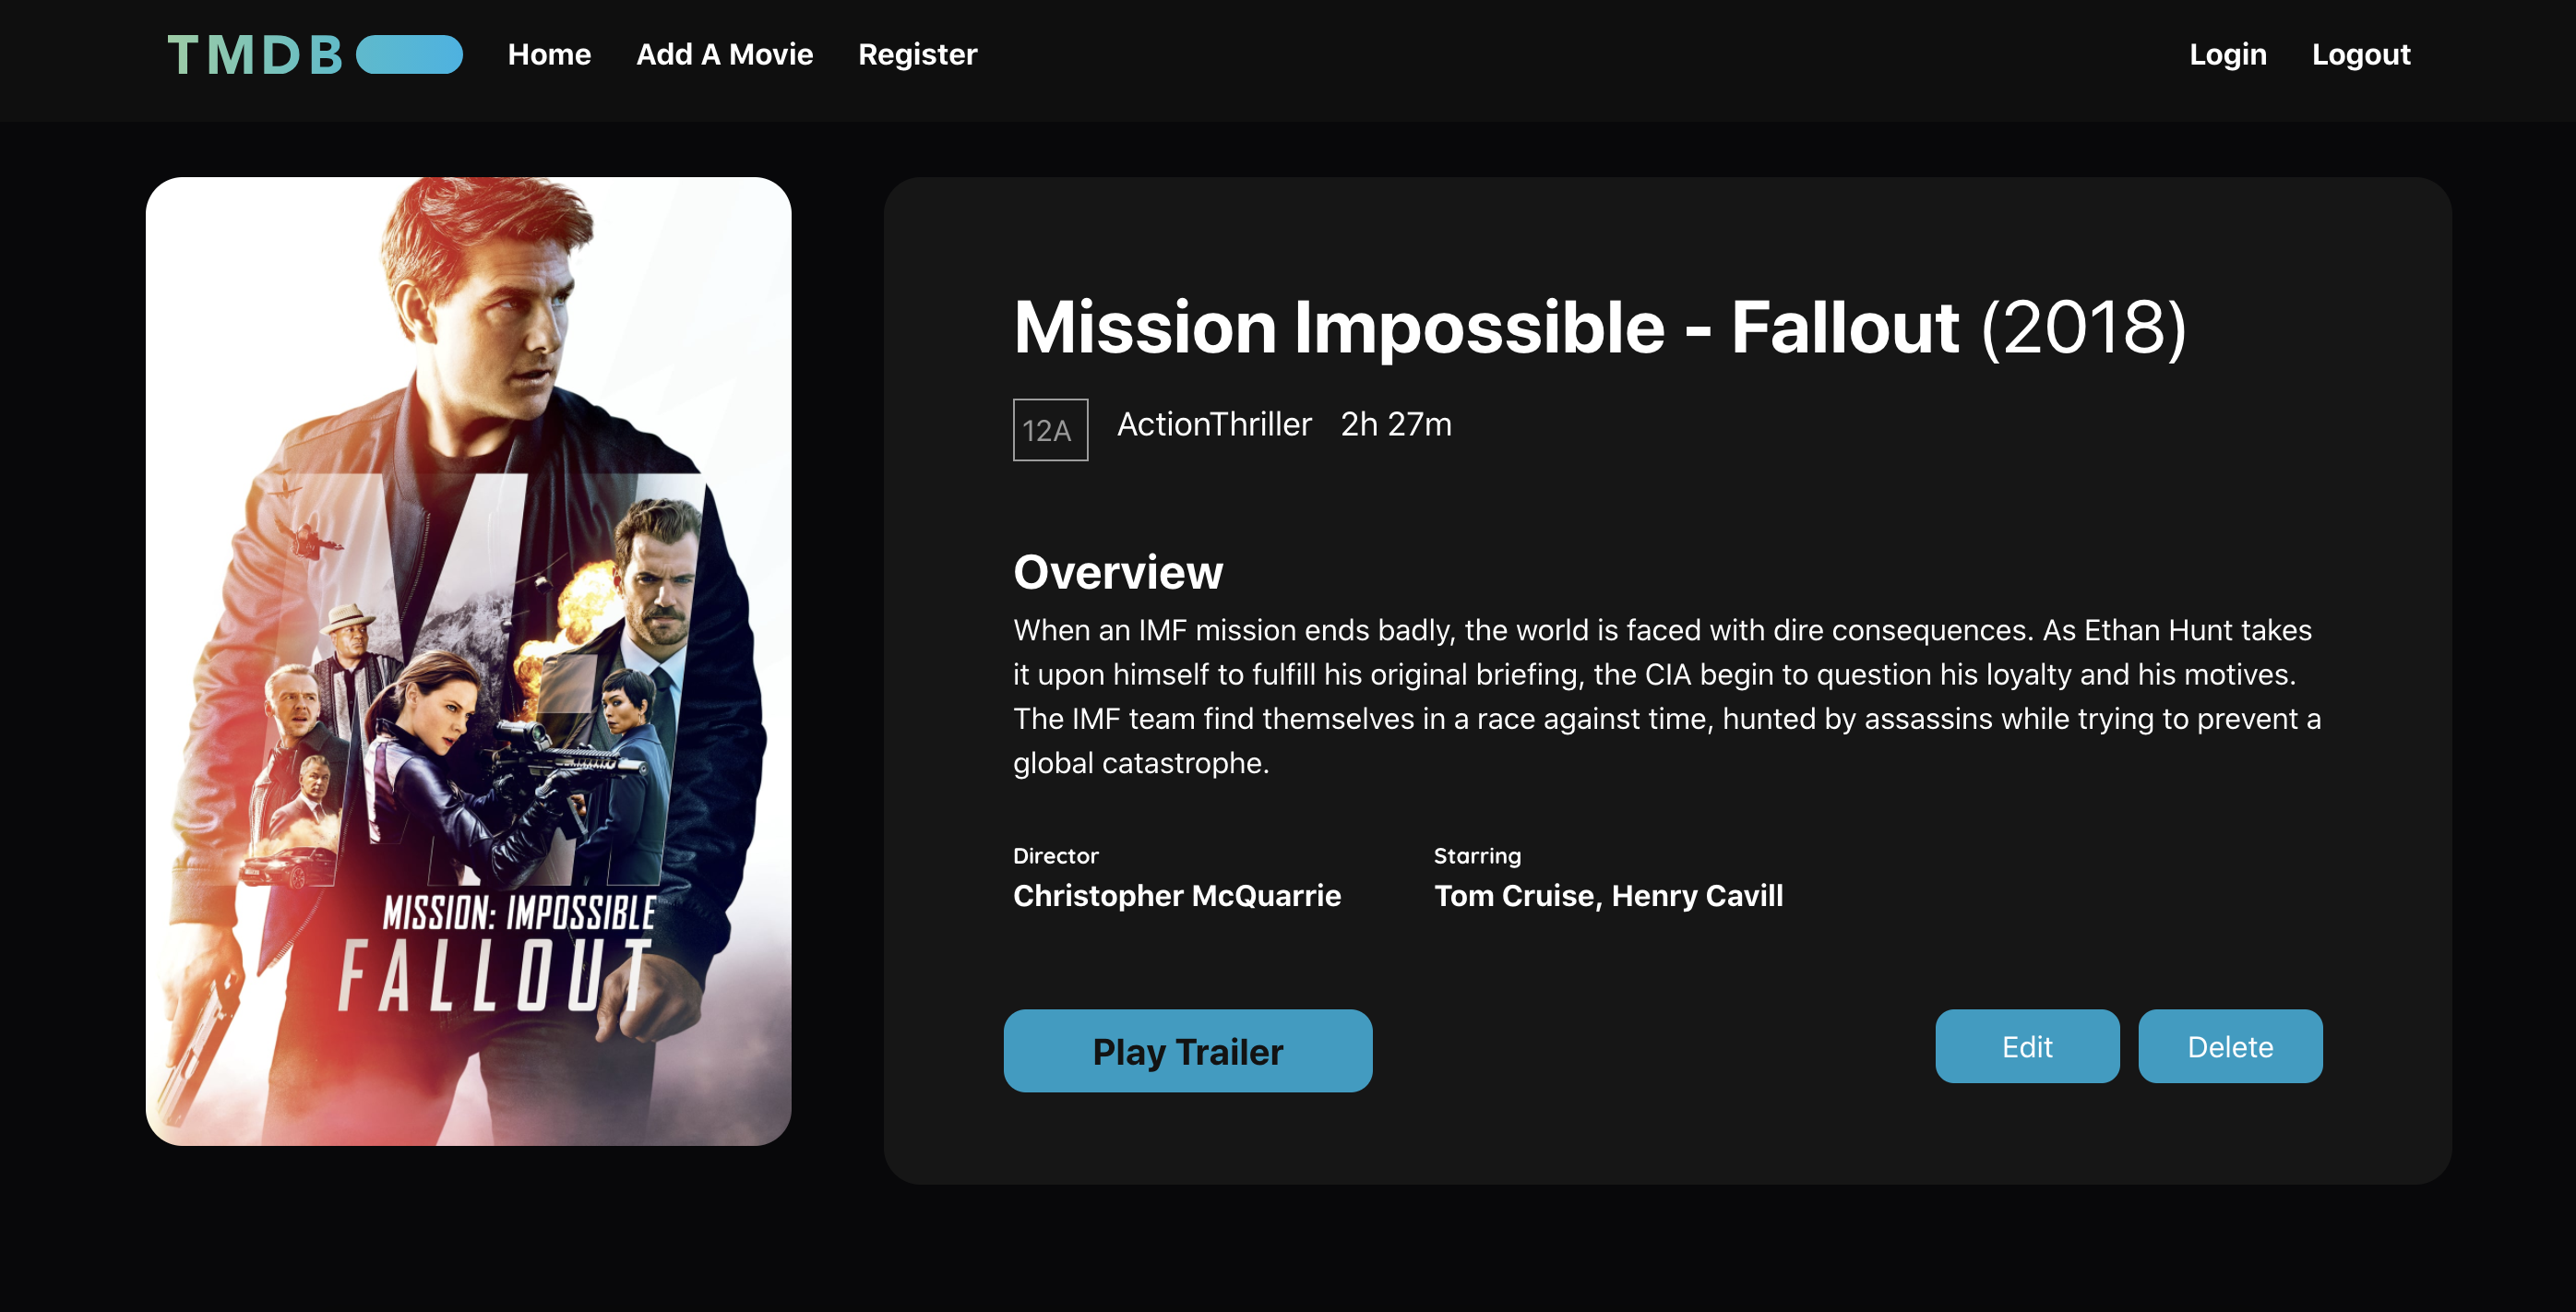 TMDB
Home
Add A Movie
Register
Login
Logout
MISSION: IMPOSSIBLE
FALLOUT
Mission Impossible - Fallout (2018)
12A ActionThriller 2h 27m
Overview
When an IMF mission ends badly, the world is faced with dire consequences. As Ethan Hunt takes
it upon himself to fulfill his original briefing, the CIA begin to question his loyalty and his motives.
The IMF team find themselves in a race against time, hunted by assassins while trying to prevent a
global catastrophe.
Director
Christopher McQuarrie
Starring
Tom Cruise, Henry Cavill
Play Trailer
Edit
Delete